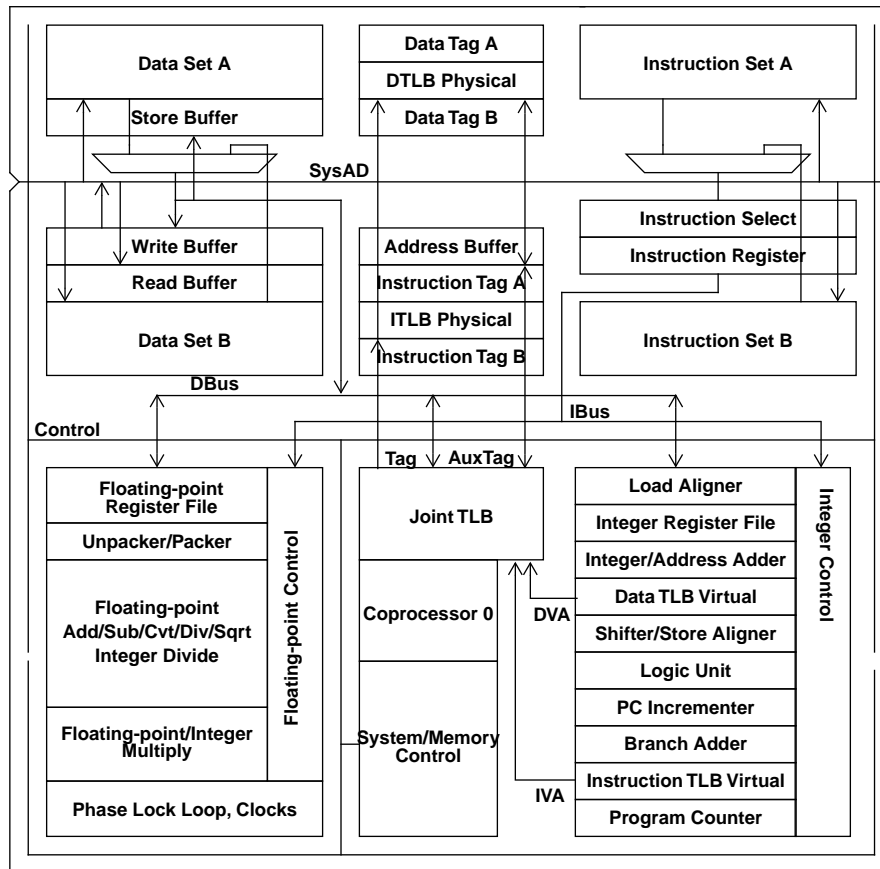 Data Set A
Store Buffer
Data Tag A
DTLB Physical
Data Tag B
Instruction Set A
SysAD
Write Buffer
Read Buffer
Data Set B
Address Buffer
Instruction Tag A
ITLB Physical
Instruction Tag B
Instruction Select
Instruction Register
Instruction Set B
DBus
IBus
Control
Tag
AuxTag
Floating-point
Register File
Unpacker/Packer
Floating-point
Add/Sub/Cvt/Div/Sqrt
Integer Divide
Floating-point/Integer
Multiply
Phase Lock Loop, Clocks
Floating-point Control
Joint TLB
Coprocessor 0
System/Memory
Control
DVA
IVA
Load Aligner
Integer Register File
Integer/Address Adder
Data TLB Virtual
Shifter/Store Aligner
Logic Unit
PC Incrementer
Branch Adder
Instruction TLB Virtual
Program Counter
Integer Control